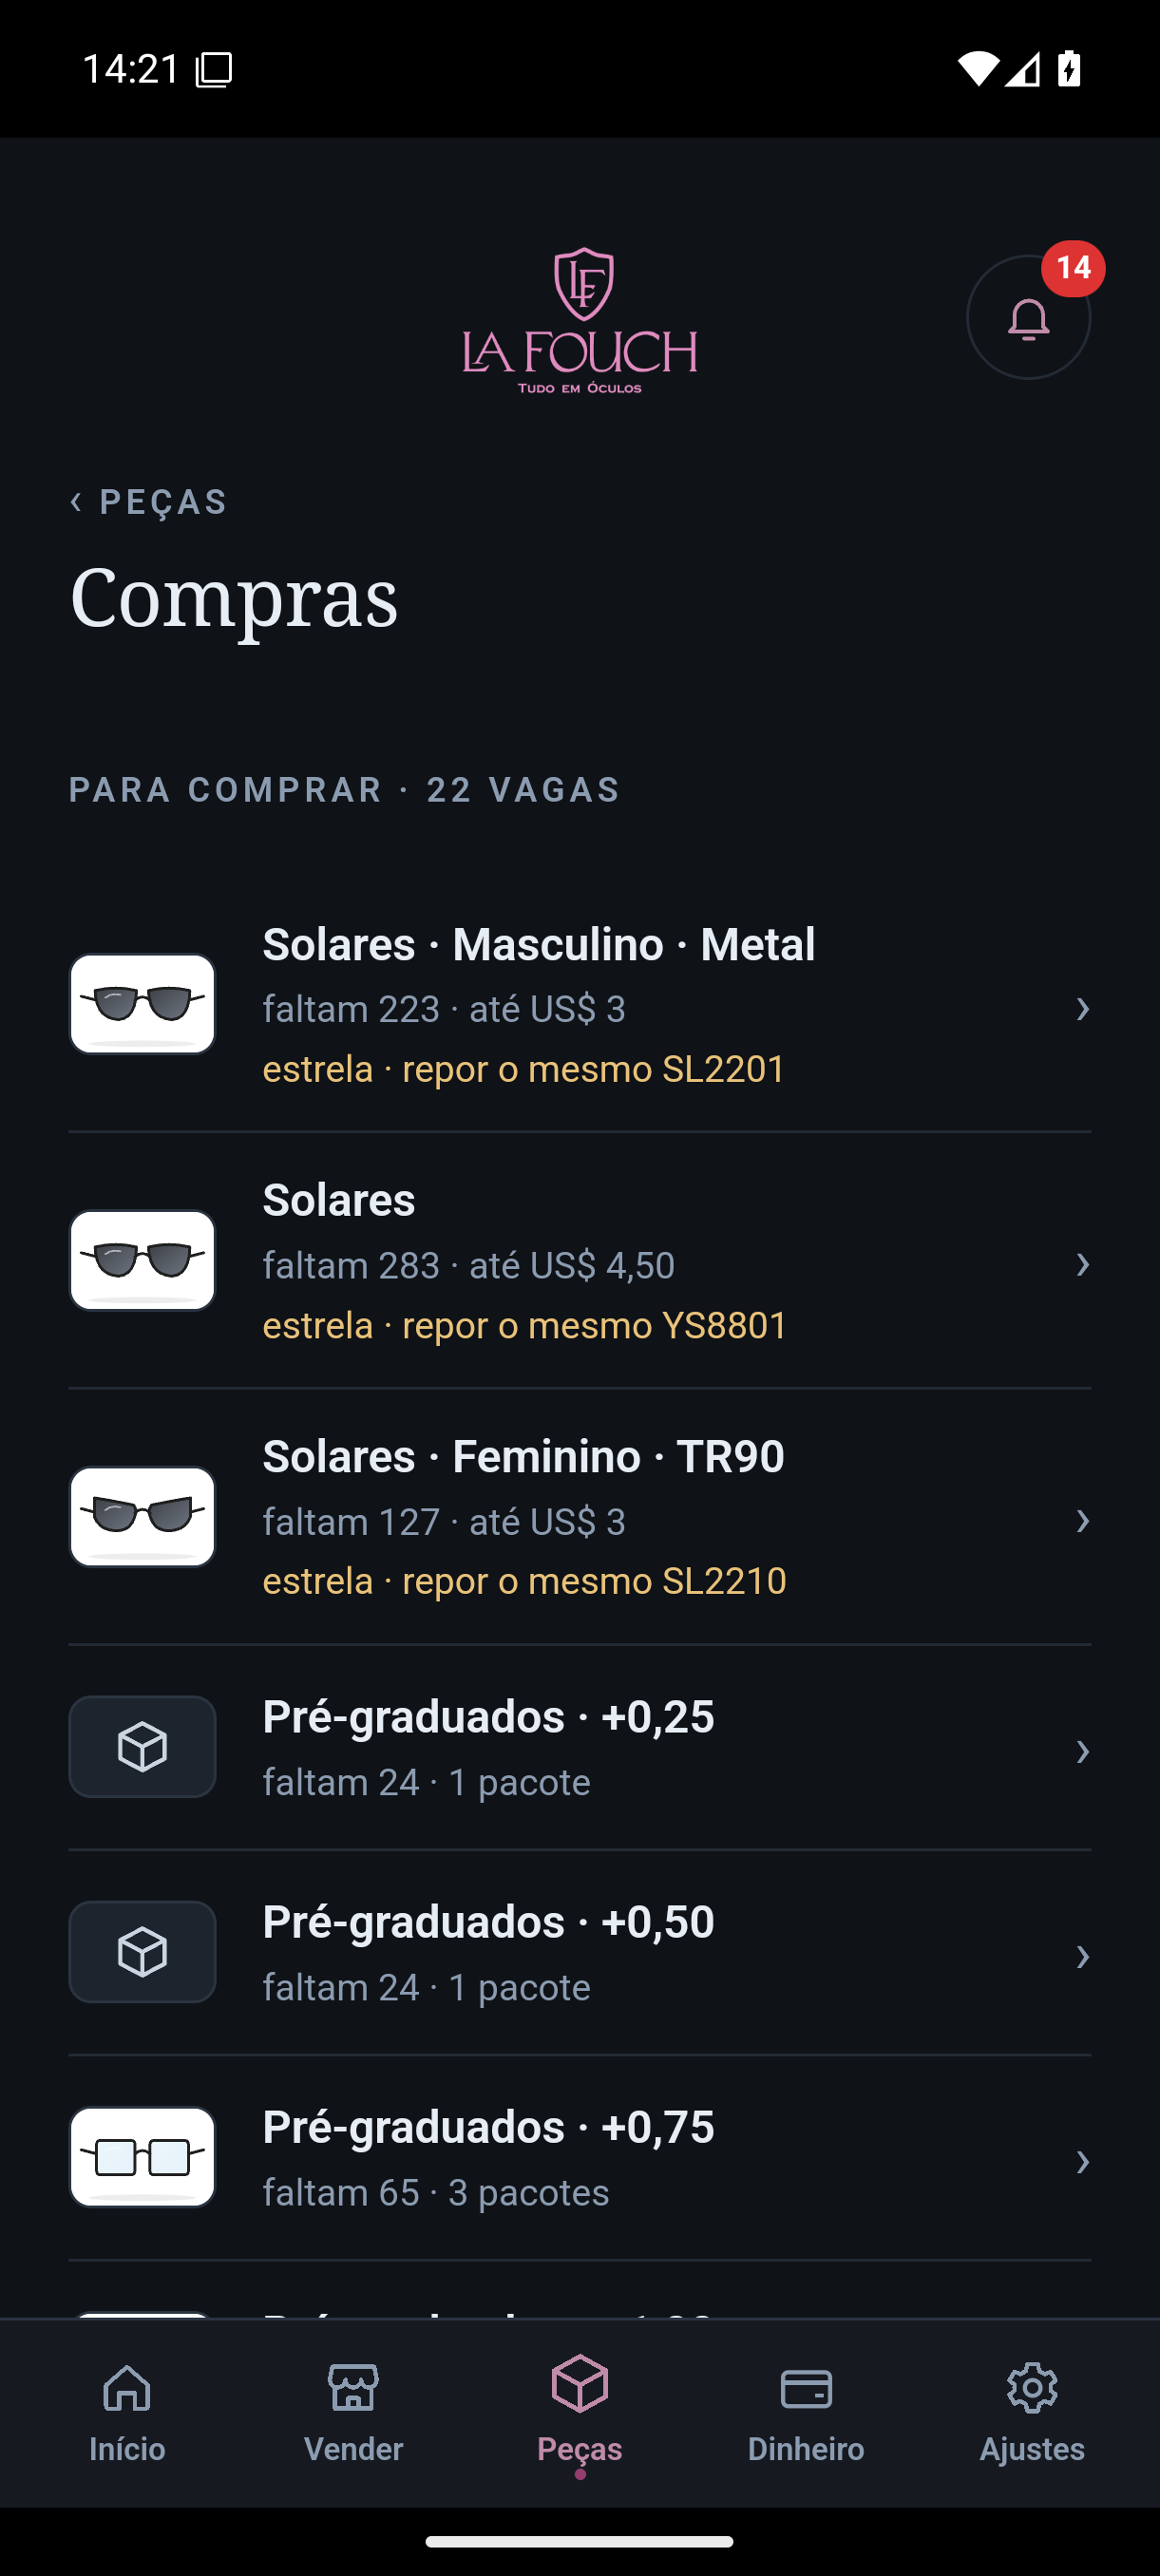 14:21
14
LF
LA FOUCH
TUDO EM ÓCULOS
‹ PEÇAS
Compras
PARA COMPRAR · 22 VAGAS
Solares · Masculino · Metal
faltam 223 · até US$ 3
estrela · repor o mesmo SL2201
Solares
faltam 283 · até US$ 4,50
estrela · repor o mesmo YS8801
Solares · Feminino · TR90
faltam 127 · até US$ 3
estrela · repor o mesmo SL2210
Pré-graduados · +0,25
faltam 24 · 1 pacote
Pré-graduados · +0,50
faltam 24 · 1 pacote
Pré-graduados · +0,75
faltam 65 · 3 pacotes
Início
Vender
Peças
Dinheiro
Ajustes